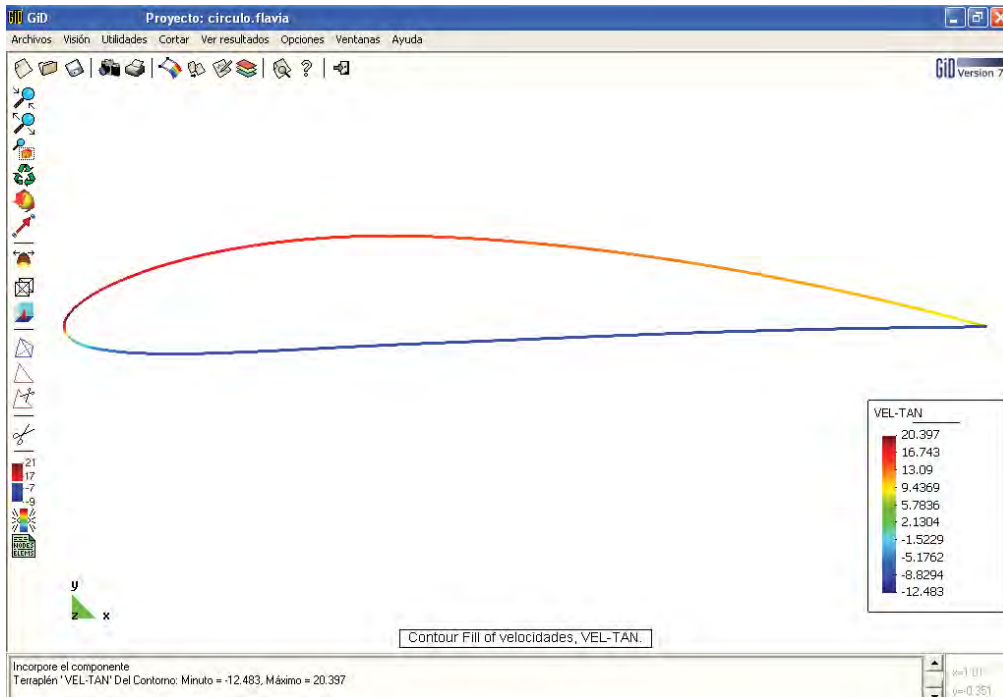 GiD Proyecto: circulo.flavia
Archivos Visión Utilidades Cortar Ver resultados Opciones Ventanas Ayuda
GiD Version 7
21
17
-7
-9
NODES
ELEMS
VEL-TAN
20.397
16.743
13.09
9.4369
5.7836
2.1304
-1.5229
-5.1762
-8.8294
-12.483
y
z x
Contour Fill of velocidades, VEL-TAN.
Incorpore el componente
Terraplén 'VEL-TAN' Del Contorno: Minuto = -12.483, Máximo = 20.397
y=-0.351